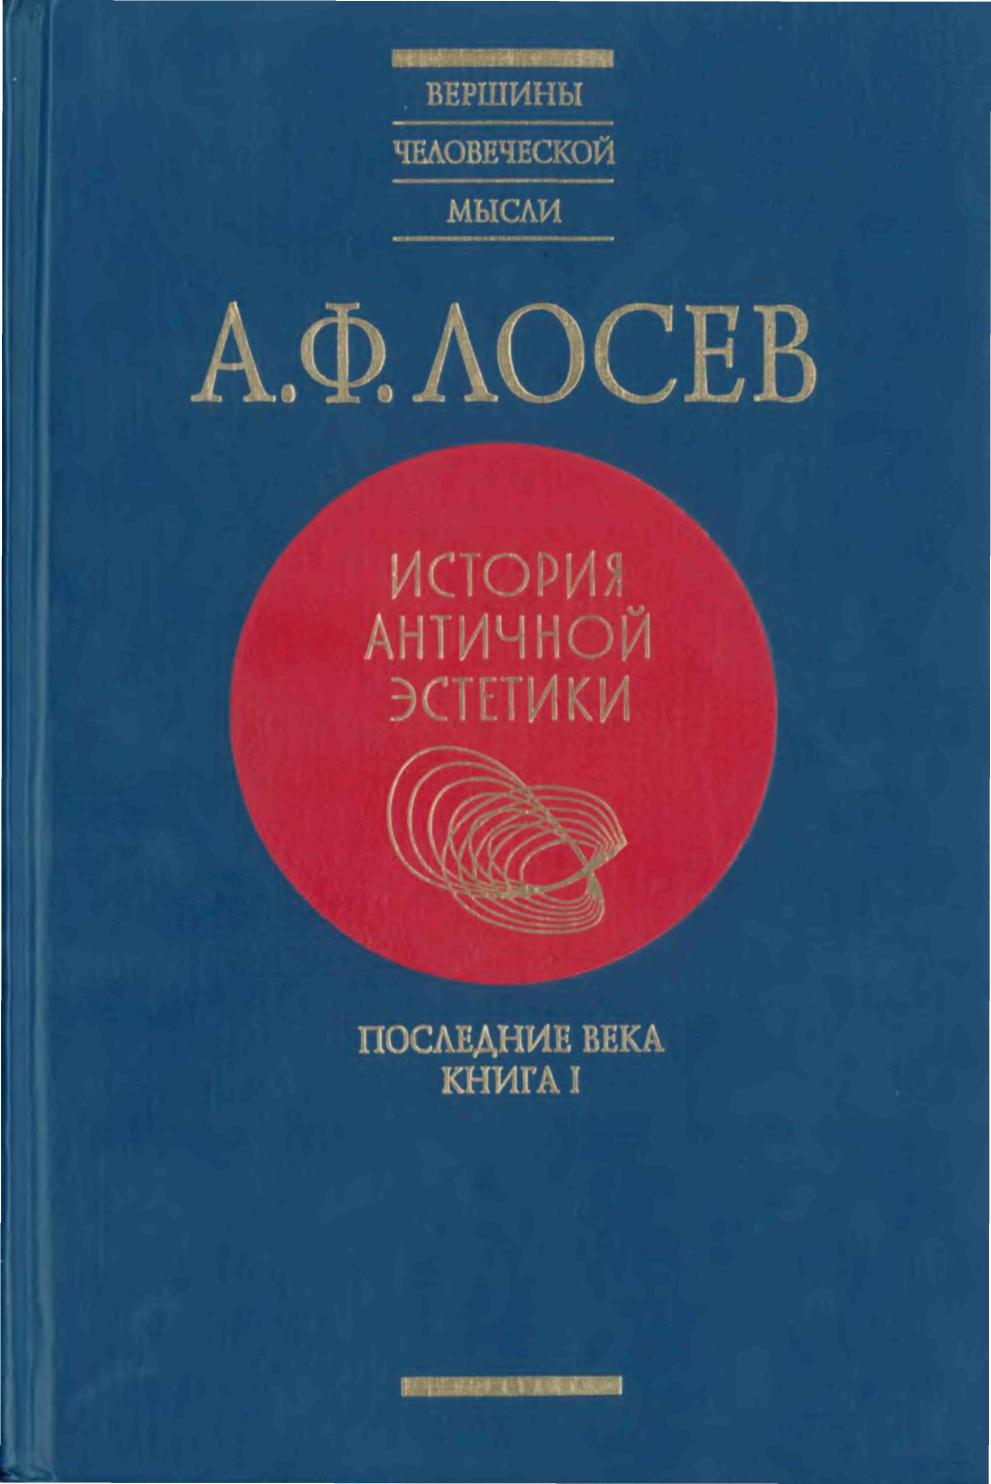 ВЕРШИНЫ
ЧЕЛОВЕЧЕСКОЙ
МЫСЛИ
А.Ф. ЛОСЕВ
ИСТОРИЯ
АНТИЧНОЙ
ЭСТЕТИКИ
ПОСЛЕДНИЕ ВЕКА
КНИГА I